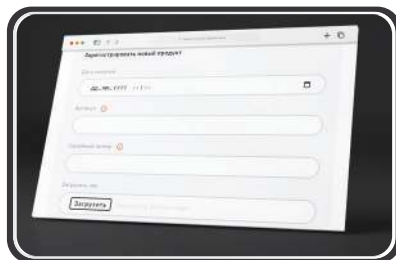 Зарегистрировать новый продукт
Дата покупки
дд.мм.гггг --:--
Артикул
Серийный номер
Загрузить чек
Загрузить